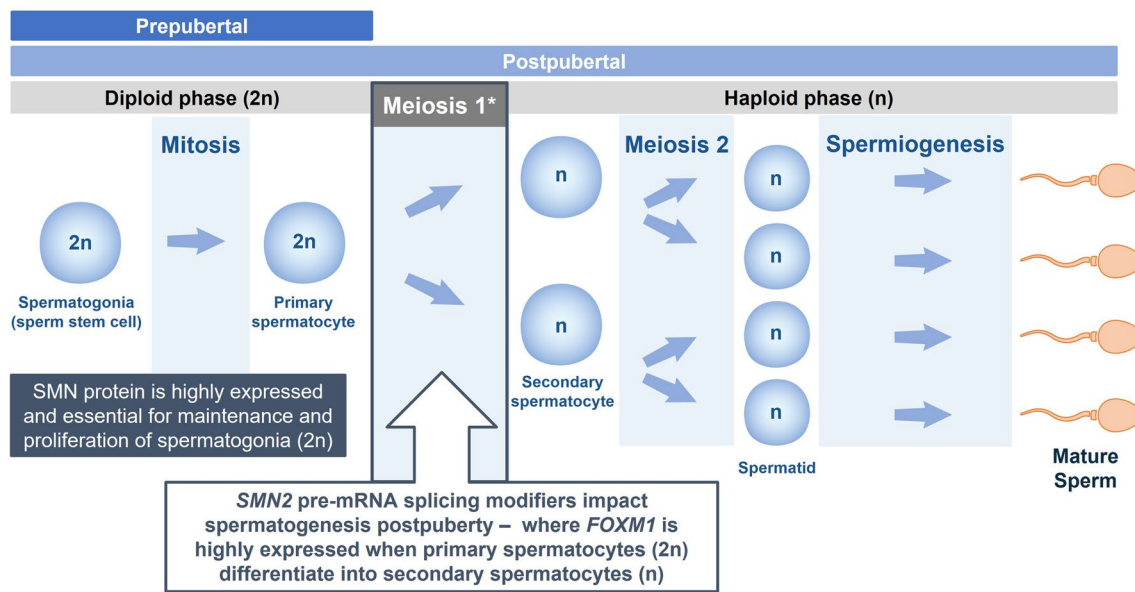 Prepubertal
Postpubertal
Diploid phase (2n)
Meiosis 1*
Haploid phase (n)
Mitosis
Meiosis 2
Spermiogenesis
2n
2n
n
n
n
n
n
n
Spermatogonia
(sperm stem cell)
Primary
spermatocyte
Secondary
spermatocyte
Spermatid
Mature
Sperm
SMN protein is highly expressed
and essential for maintenance and
proliferation of spermatogonia (2n)
SMN2 pre-mRNA splicing modifiers impact
spermatogenesis postpuberty – where FOXM1 is
highly expressed when primary spermatocytes (2n)
differentiate into secondary spermatocytes (n)